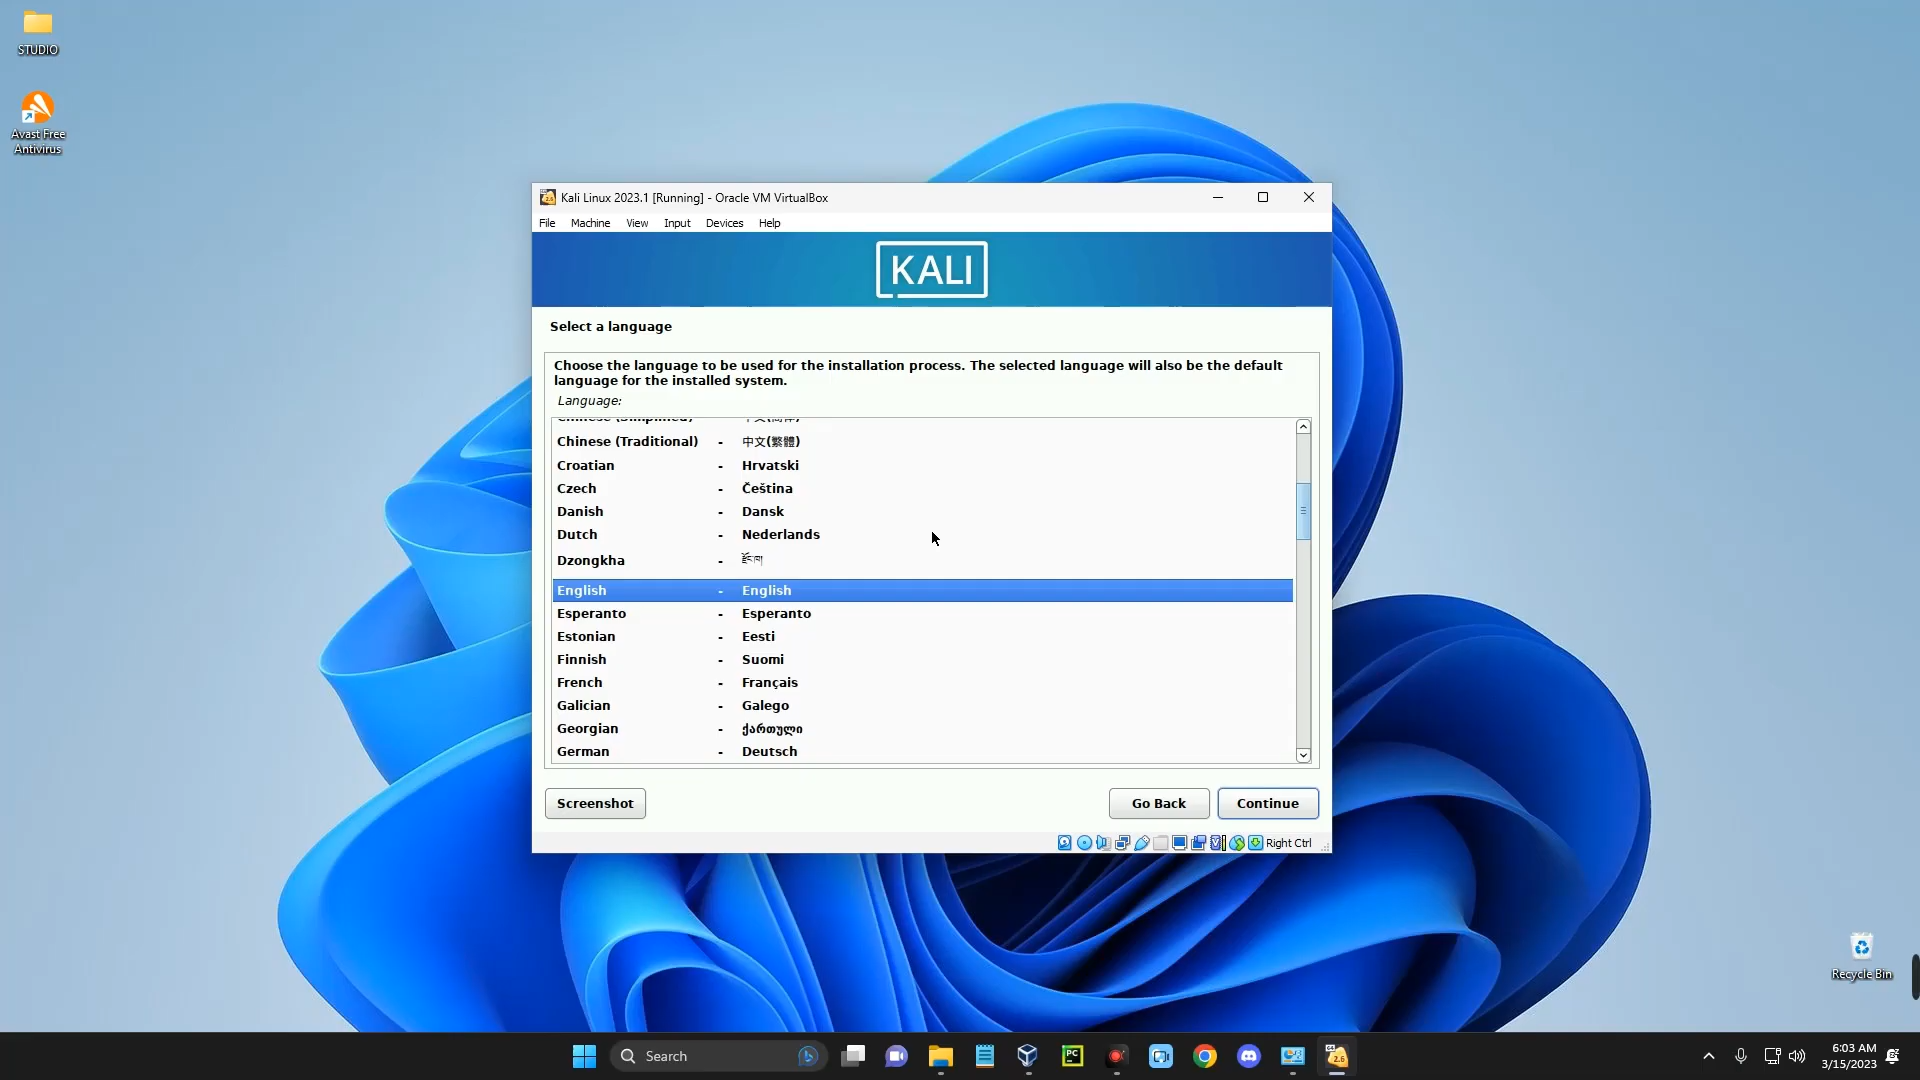 STUDIO
Avast Free
Antivirus
Kali Linux 2023.1 [Running] - Oracle VM VirtualBox
File Machine View Input Devices Help
KALI
Select a language
Choose the language to be used for the installation process. The selected language will also be the default
language for the installed system.
Language:
Chinese (Simplified) - 中文(简体)
Chinese (Traditional) - 中文(繁體)
Croatian - Hrvatski
Czech - Čeština
Danish - Dansk
Dutch - Nederlands
Dzongkha - རྫོང་ཁ།
English - English
Esperanto - Esperanto
Estonian - Eesti
Finnish - Suomi
French - Français
Galician - Galego
Georgian - ქართული
German - Deutsch
Screenshot Go Back Continue
Right Ctrl
Recycle Bin
Search
PC
2.6
6:03 AM
3/15/2023